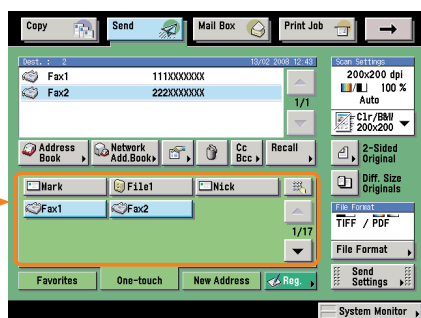 Copy Send Mail Box Print Job
Dest. : 2 13/02 2008 12:43
Fax1 111XXXXXXX
Fax2 222XXXXXXX
1/1
Scan Settings
200x200 dpi
100 %
Auto
Clr/B&W
200x200
Address Book
Network Add.Book
Cc Bcc
Recall
2-Sided Original
Diff. Size Originals
Mark File1 Nick
Fax1 Fax2
1/17
File Format
TIFF / PDF
File Format
Favorites One-touch New Address Reg.
Send Settings
System Monitor